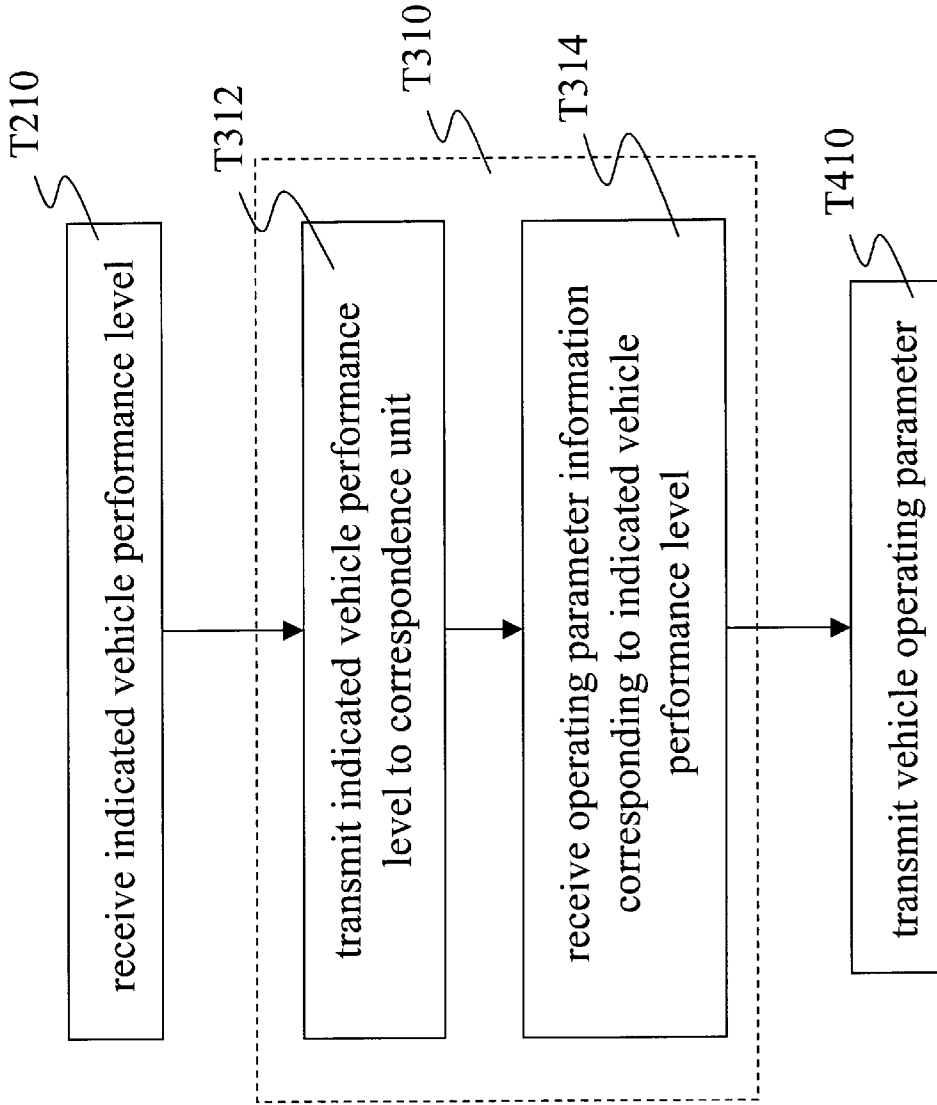 T210
receive indicated vehicle performance level
T312
T310
transmit indicated vehicle performance
level to correspondence unit
T314
receive operating parameter information
corresponding to indicated vehicle
performance level
T410
transmit vehicle operating parameter